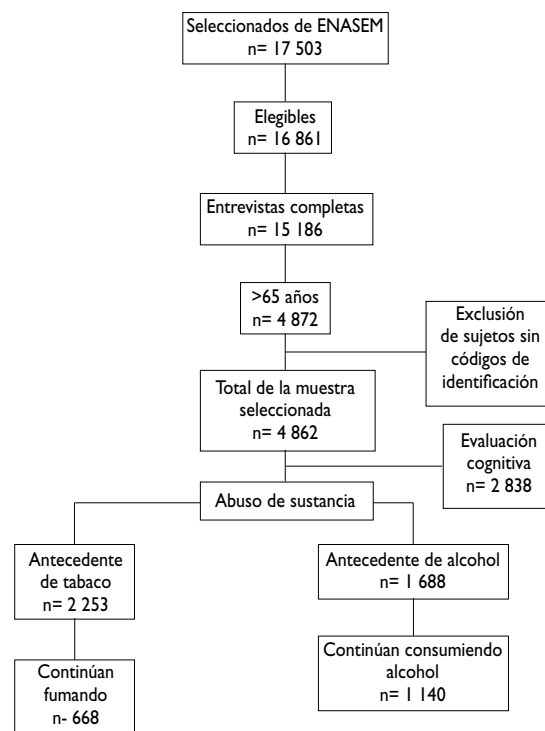 Seleccionados de ENASEM
n= 17 503
Elegibles
n= 16 861
Entrevistas completas
n= 15 186
>65 años
n= 4 872
Exclusión
de sujetos sin
códigos de
identificación
Total de la muestra
seleccionada
n= 4 862
Evaluación
cognitiva
n= 2 838
Abuso de sustancia
Antecedente
de tabaco
n= 2 253
Antecedente de alcohol
n= 1 688
Continúan
fumando
n- 668
Continúan consumiendo
alcohol
n= 1 140